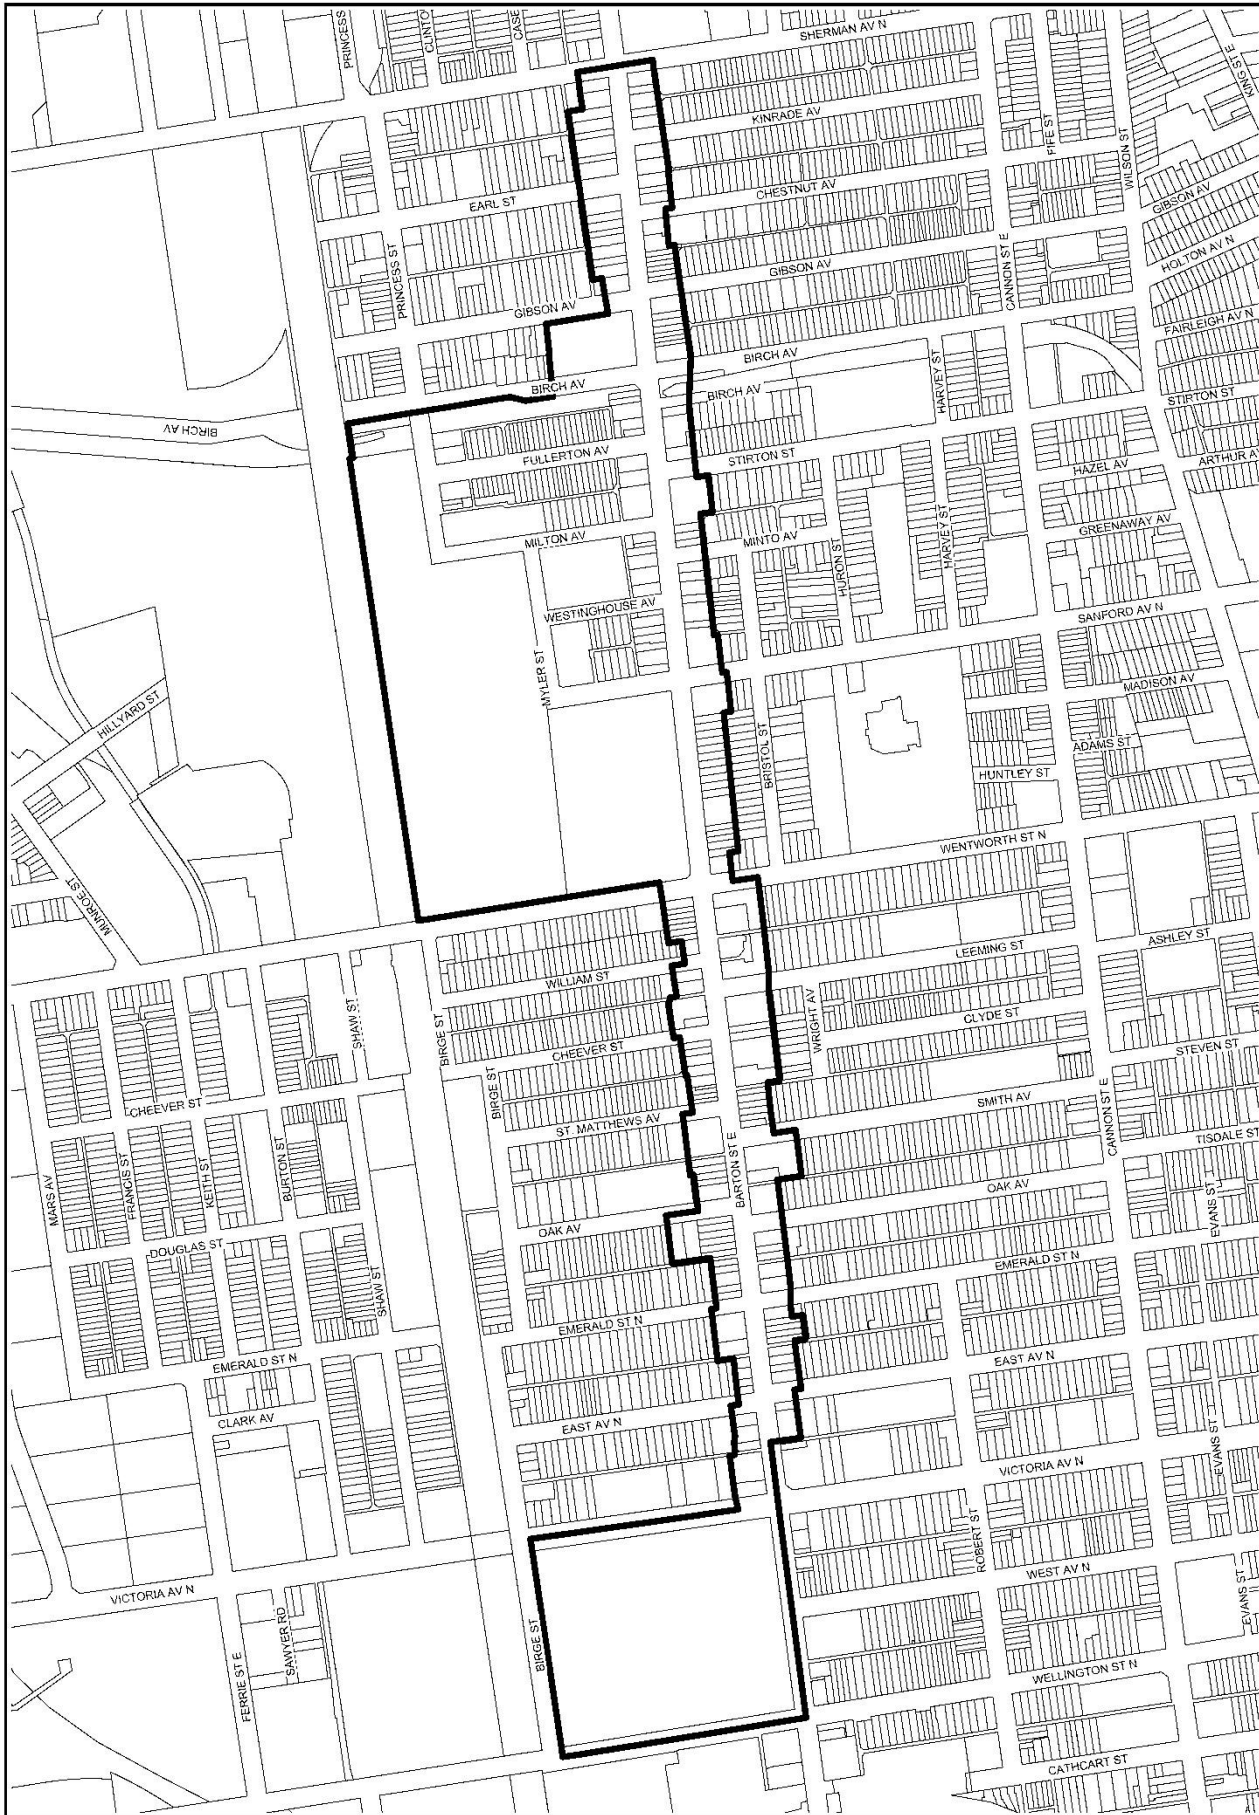 PRINCESS
CLINTO
CASE
SHERMAN AV N
KING ST E
KINRADE AV
FIFE ST
WILSON ST
CHESTNUT AV
EARL ST
GIBSON AV
PRINCESS ST
GIBSON AV
CANNON ST E
HOLTON AV N
GIBSON AV
FAIRLEIGH AV N
BIRCH AV
BIRCH AV
BIRCH AV
HARVEY ST
STIRTON ST
BIRCH AV
FULLERTON AV
STIRTON ST
HAZEL AV
ARTHUR AV
GREENAWAY AV
HARVEY ST
MILTON AV
MINTO AV
HURON ST
WESTINGHOUSE AV
SANFORD AV N
MYLER ST
MADISON AV
HILLYARD ST
BRISTOL ST
ADAMS ST
HUNTLEY ST
WENTWORTH ST N
MUNROE ST
ASHLEY ST
LEEMING ST
WILLIAM ST
SHAW ST
BIRGE ST
WRIGHT AV
CLYDE ST
CHEEVER ST
STEVEN ST
BIRGE ST
CHEEVER ST
SMITH AV
CANNON ST E
ST. MATTHEWS AV
TISDALE ST
BARTON ST E
MARS AV
FRANCIS ST
KEITH ST
BURTON ST
OAK AV
EVANS ST
OAK AV
DOUGLAS ST
EMERALD ST N
SHAW ST
EMERALD ST N
EMERALD ST N
EAST AV N
CLARK AV
EAST AV N
EVANS ST
VICTORIA AV N
ROBERT ST
WEST AV N
VICTORIA AV N
EVANS ST
SAWYER RD
BIRGE ST
FERRIE ST E
WELLINGTON ST N
CATHCART ST